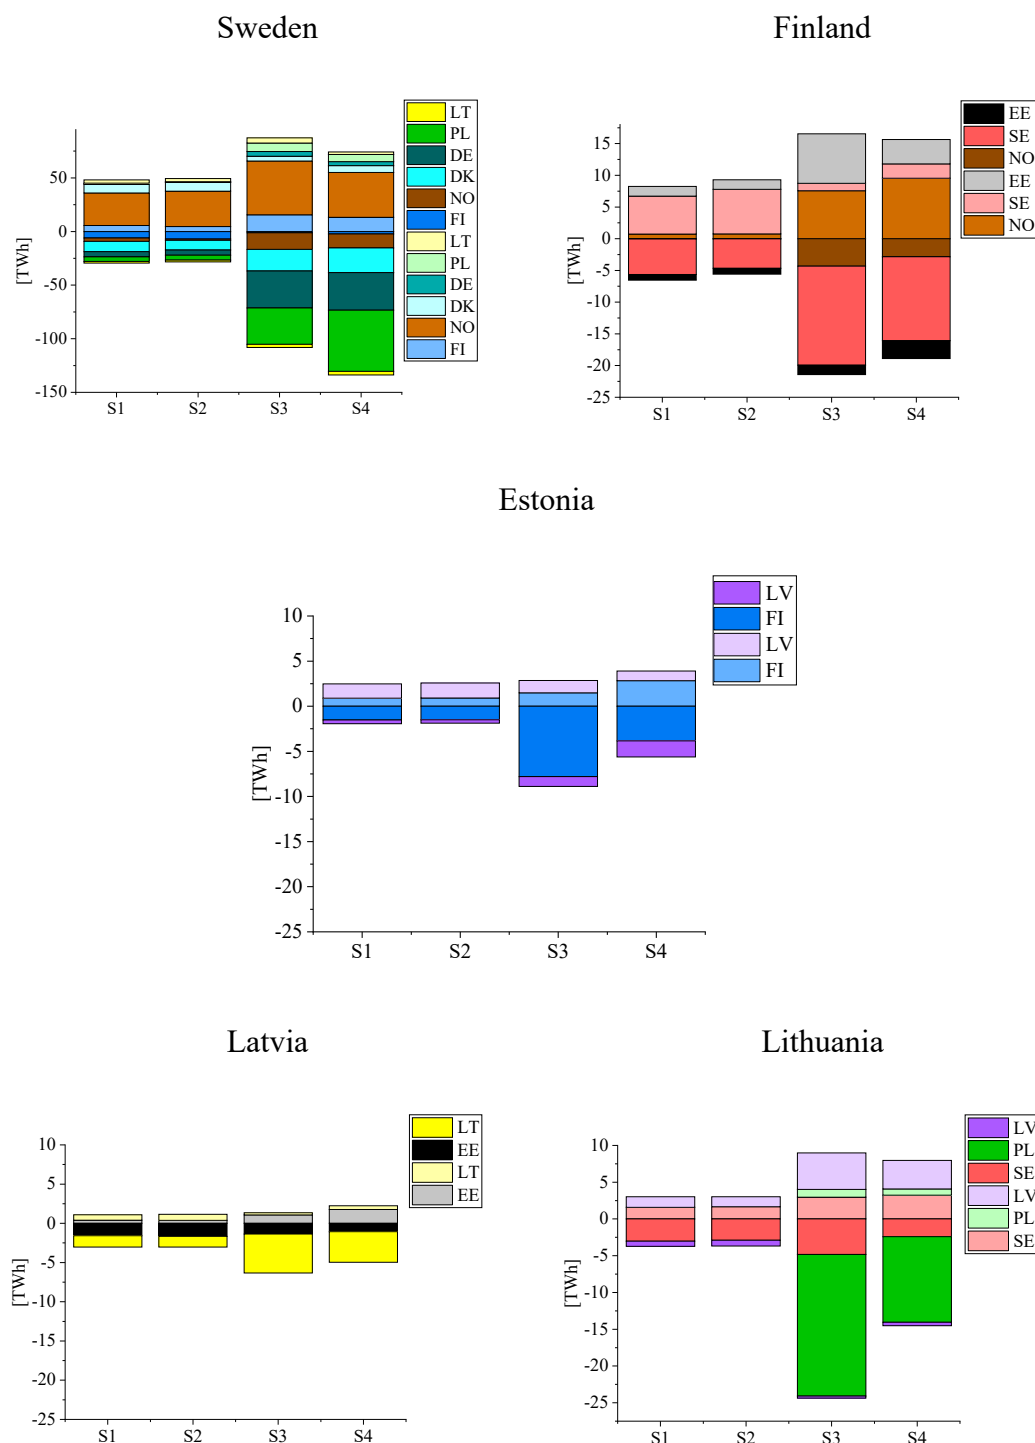 Sweden
[TWh]
50
0
-50
-100
-150
S1 S2 S3 S4
LT
PL
DE
DK
NO
FI
LT
PL
DE
DK
NO
FI
Finland
[TWh]
15
10
5
0
-5
-10
-15
-20
-25
S1 S2 S3 S4
EE
SE
NO
EE
SE
NO
Estonia
[TWh]
10
5
0
-5
-10
-15
-20
-25
S1 S2 S3 S4
LV
FI
LV
FI
Latvia
[TWh]
10
5
0
-5
-10
-15
-20
-25
S1 S2 S3 S4
LT
EE
LT
EE
Lithuania
[TWh]
10
5
0
-5
-10
-15
-20
-25
S1 S2 S3 S4
LV
PL
SE
LV
PL
SE